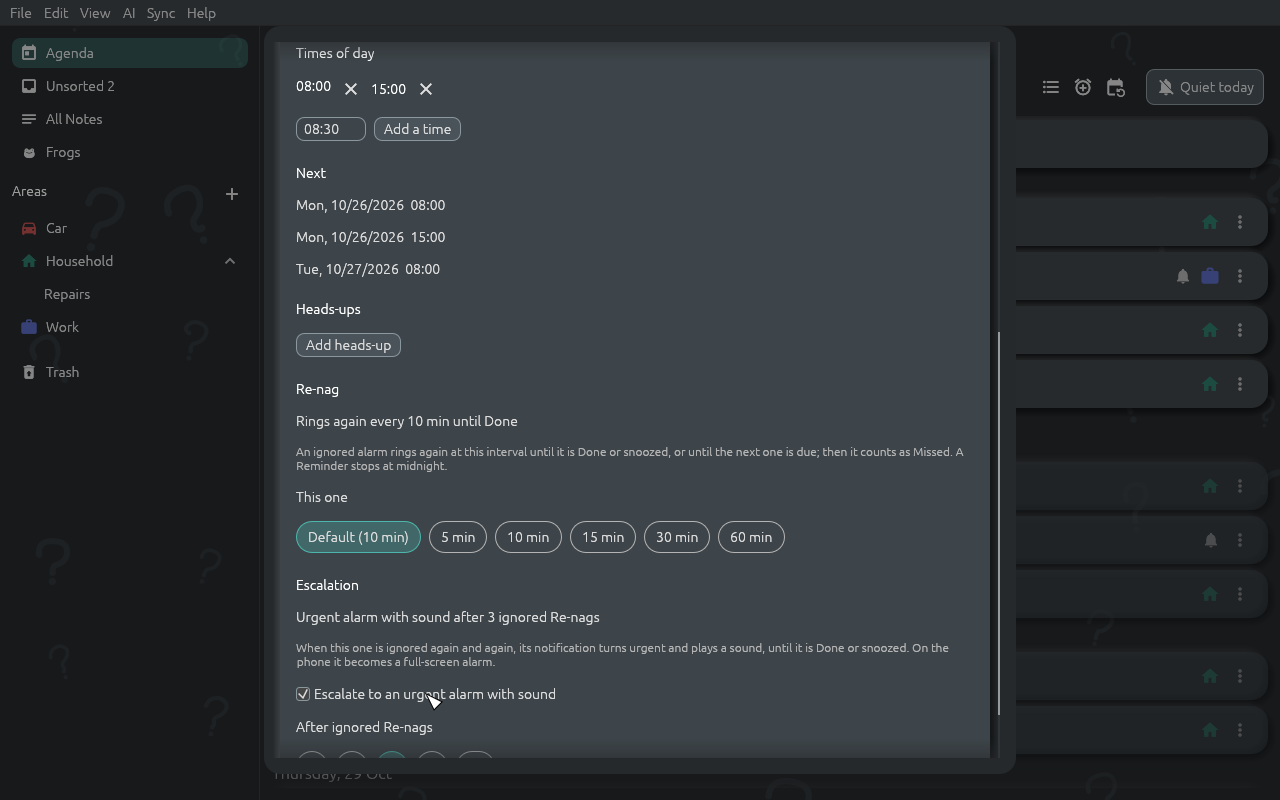 File Edit View AI Sync Help
Agenda
Unsorted 2
All Notes
Frogs
Areas
Car
Household
Repairs
Work
Trash
Quiet today
Times of day
08:00 15:00
08:30 Add a time
Next
Mon, 10/26/2026 08:00
Mon, 10/26/2026 15:00
Tue, 10/27/2026 08:00
Heads-ups
Add heads-up
Re-nag
Rings again every 10 min until Done
An ignored alarm rings again at this interval until it is Done or snoozed, or until the next one is due; then it counts as Missed. A
Reminder stops at midnight.
This one
Default (10 min) 5 min 10 min 15 min 30 min 60 min
Escalation
Urgent alarm with sound after 3 ignored Re-nags
When this one is ignored again and again, its notification turns urgent and plays a sound, until it is Done or snoozed. On the
phone it becomes a full-screen alarm.
Escalate to an urgent alarm with sound
After ignored Re-nags
Thursday, 29 Oct